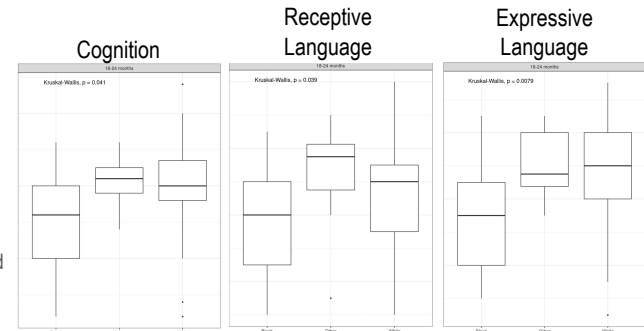 Cognition
18-24 months
Kruskal-Wallis, p = 0.041
Receptive
Language
18-24 months
Kruskal-Wallis, p = 0.039
Expressive
Language
18-24 months
Kruskal-Wallis, p = 0.0079